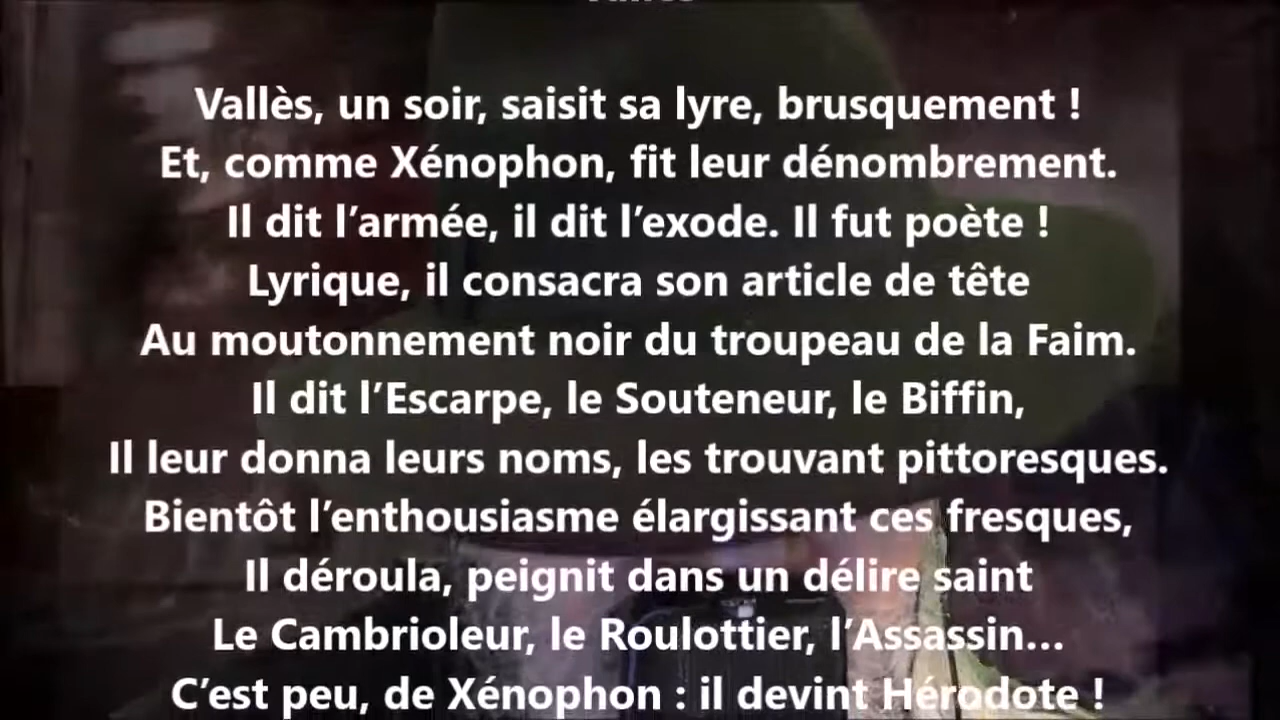 Vallès, un soir, saisit sa lyre, brusquement !
Et, comme Xénophon, fit leur dénombrement.
Il dit l’armée, il dit l’exode. Il fut poète !
Lyrique, il consacra son article de tête
Au moutonnement noir du troupeau de la Faim.
Il dit l’Escarpe, le Souteneur, le Biffin,
Il leur donna leurs noms, les trouvant pittoresques.
Bientôt l’enthousiasme élargissant ces fresques,
Il déroula, peignit dans un délire saint
Le Cambrioleur, le Roulottier, l’Assassin…
C’est peu, de Xénophon : il devint Hérodote !